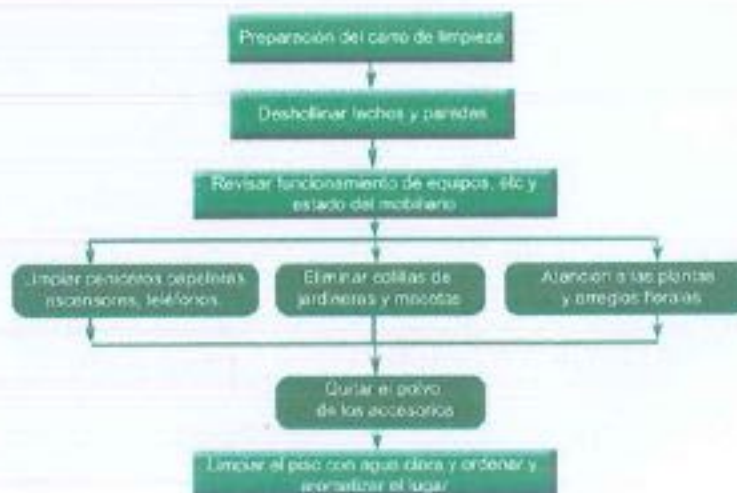 Preparación del carro de limpieza
Deshollinar techos y paredes
Revisar funcionamiento de equipos, etc y
estado del mobiliario
Limpiar ceniceros papeleras
ascensores, teléfonos.
Eliminar colillas de
jardineras y macetas
Atención a las plantas
y arreglos florales
Quitar el polvo
de los accesorios
Limpiar el piso con agua clara y ordenar y
aromatizar el lugar